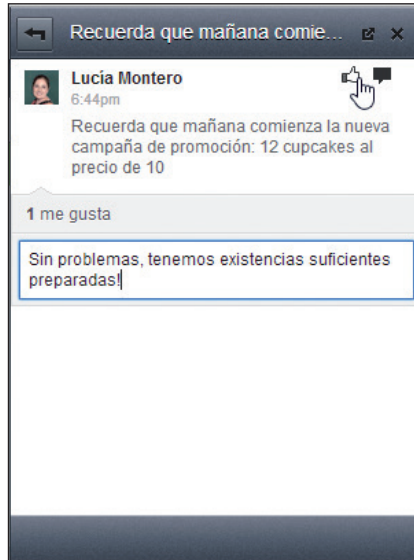 Recuerda que mañana comie...
Lucía Montero
6:44pm
Recuerda que mañana comienza la nueva
campaña de promoción: 12 cupcakes al
precio de 10
1 me gusta
Sin problemas, tenemos existencias suficientes
preparadas!